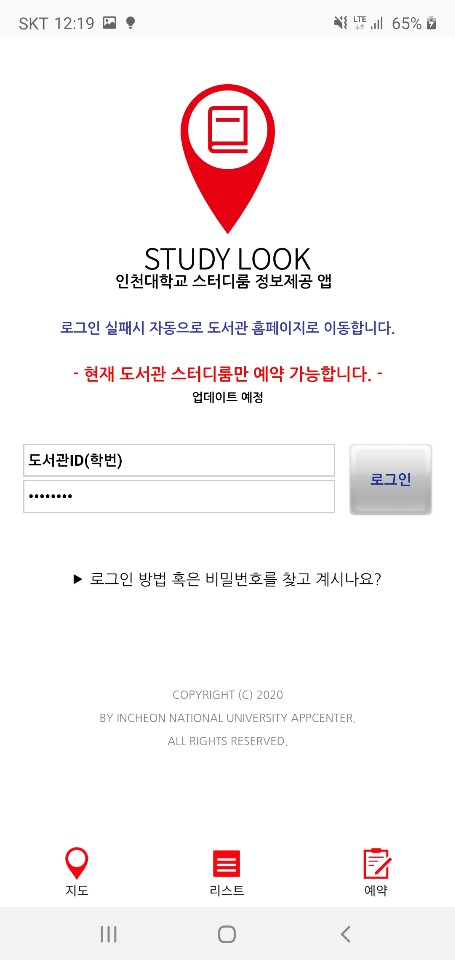 SKT 12:19
LTE 65%
STUDY LOOK
인천대학교 스터디룸 정보제공 앱
로그인 실패시 자동으로 도서관 홈페이지로 이동합니다.
- 현재 도서관 스터디룸만 예약 가능합니다. -
업데이트 예정
도서관ID(학번)
••••••••
로그인
▶ 로그인 방법 혹은 비밀번호를 찾고 계시나요?
COPYRIGHT (C) 2020
BY INCHEON NATIONAL UNIVERSITY APPCENTER.
ALL RIGHTS RESERVED.
지도
리스트
예약